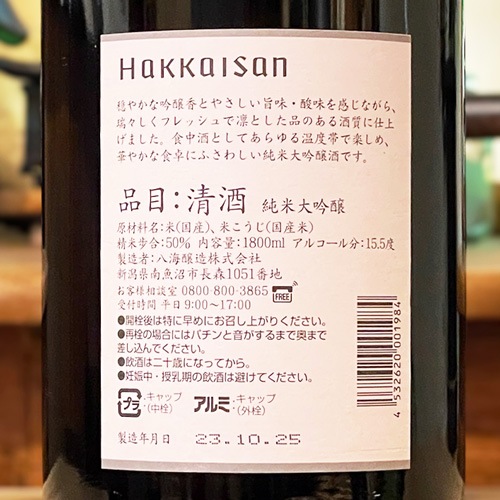 Hakkaisan
穏やかな吟醸香とやさしい旨味・酸味を感じながら、
瑞々しくフレッシュで凛とした品のある酒質に仕上
げました。食中酒としてあらゆる温度帯で楽しめ、
華やかな食卓にふさわしい純米大吟醸酒です。
品目：清酒 純米大吟醸
原材料名：米(国産)、米こうじ(国産米)
精米歩合：50% 内容量：1800ml アルコール分：15.5度
製造者：八海醸造株式会社
新潟県南魚沼市長森1051番地
お客様相談室 0800-800-3865 FREE
受付時間 平日 9:00〜17:00
●開栓後は特に早めにお召し上がりください。
●再栓の場合にはパチンと音がするまで奥まで
差し込んでください。
●飲酒は二十歳になってから。
●妊娠中・授乳期の飲酒は避けてください。
プラ :キャップ (中栓) アルミ :キャップ (外栓)
製造年月日 23.10.25
4 532620 001984